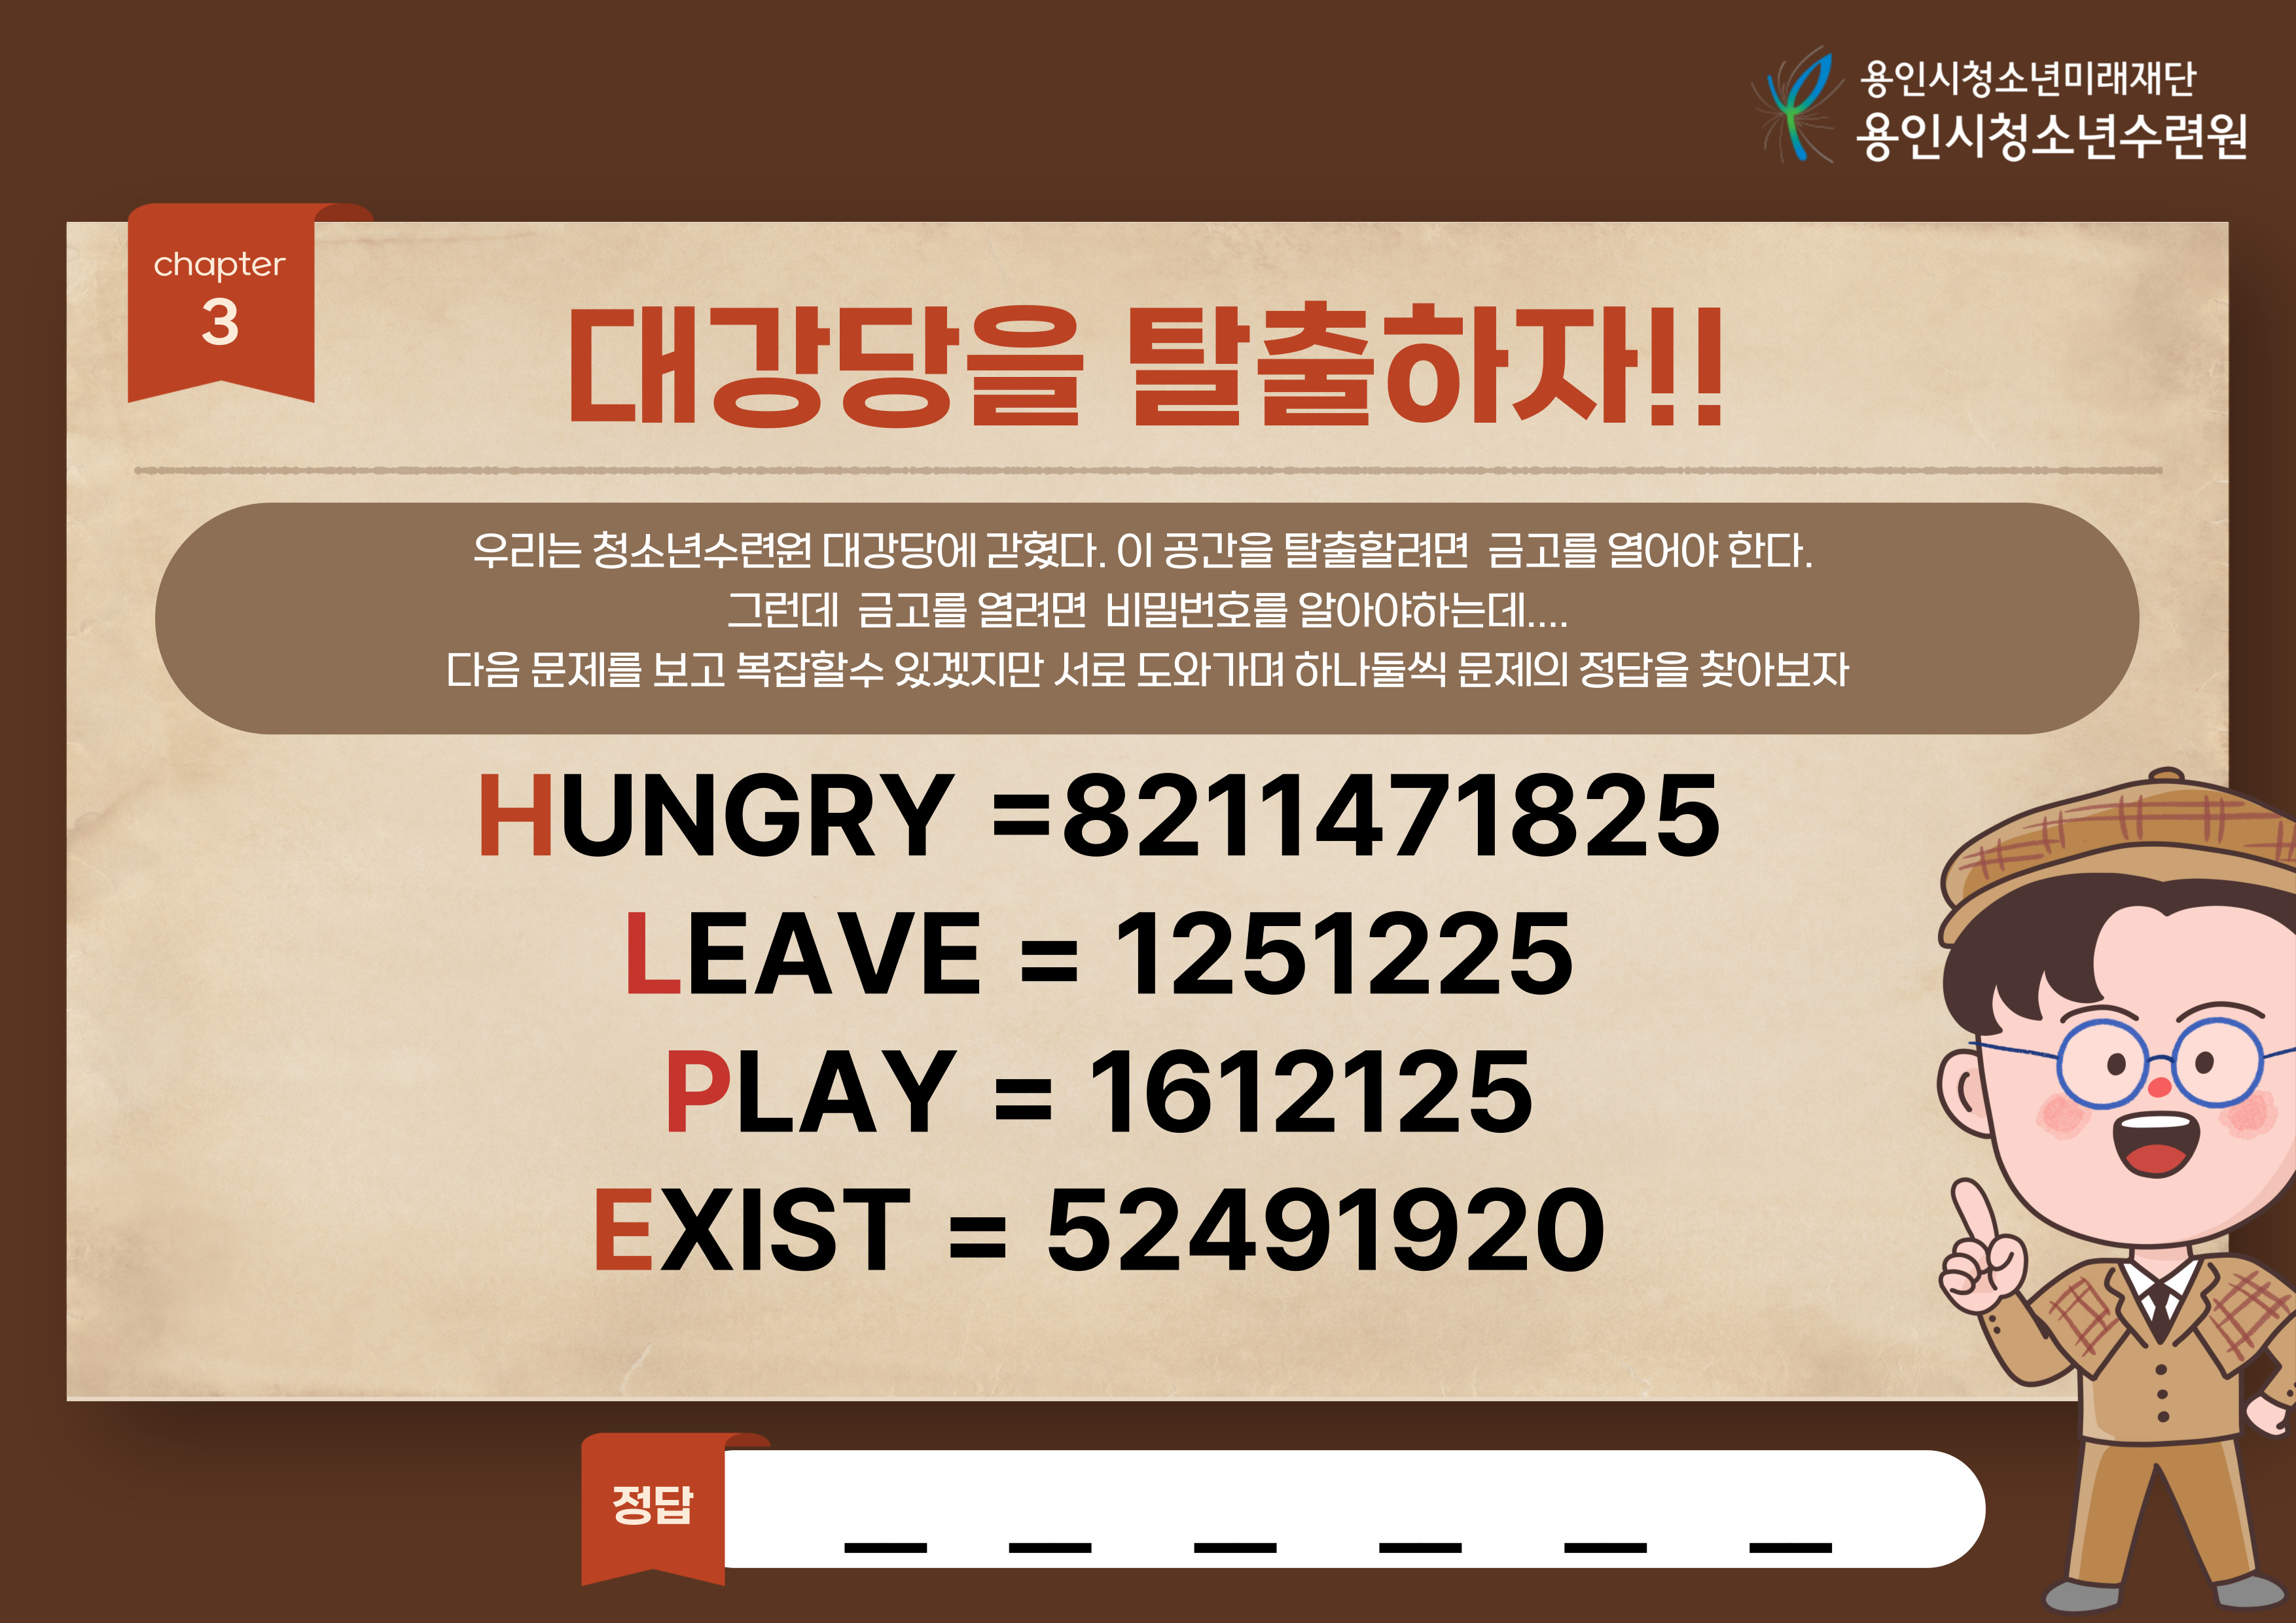 용인시청소년미래재단
용인시청소년수련원
chapter
3
대강당을 탈출하자!!
우리는 청소년수련원 대강당에 갇혔다. 이 공간을 탈출할려면 금고를 열어야 한다.
그런데 금고를 열려면 비밀번호를 알아야하는데....
다음 문제를 보고 복잡할수 있겠지만 서로 도와가며 하나둘씩 문제의 정답을 찾아보자
HUNGRY =8211471825
LEAVE = 1251225
PLAY = 1612125
EXIST = 52491920
정답
_ _ _ _ _ _